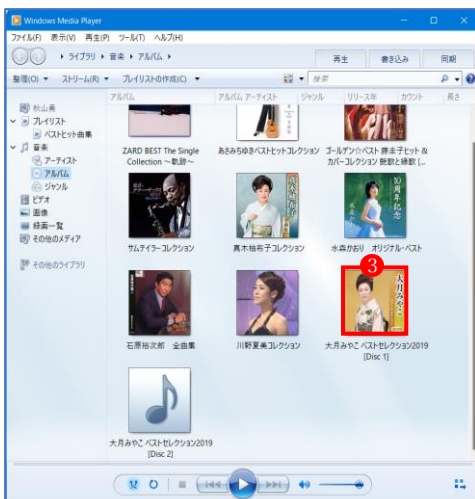 Windows Media Player
ファイル(F) 表示(V) 再生(P) ツール(T) ヘルプ(H)
ライブラリ ▸ 音楽 ▸ アルバム ▸
再生 書き込み 同期
整理(O) ストリーム(R) プレイリストの作成(C) 検索
アルバム アルバム アーティスト ジャンル リリース年 カウント 長さ
秋山勇
プレイリスト
ベストヒット曲集
音楽
アーティスト
アルバム
ジャンル
ビデオ
画像
録画一覧
その他のメディア
その他のライブラリ
ZARD BEST The Single
Collection ～軌跡～
あさみちゆきベストヒットコレクション
ゴールデン☆ベスト 藤圭子ヒット &
カバーコレクション 艶歌と縁歌 [...
サムテイラーコレクション
真木柚布子コレクション
水森かおり オリジナル・ベスト
10周年記念
3
石原裕次郎 全曲集
川野夏美コレクション
大月みやこ
大月みやこ ベストセレクション2019
[Disc 1]
大月みやこ ベストセレクション2019
[Disc 2]